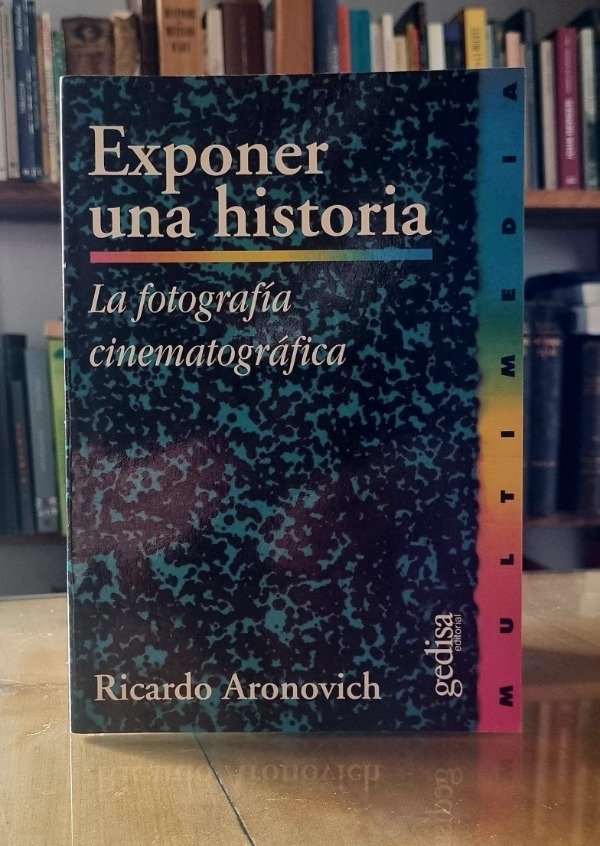 Exponer
una historia
La fotografía
cinematográfica
Ricardo Aronovich
gedisa
editorial
MULTIMEDIA